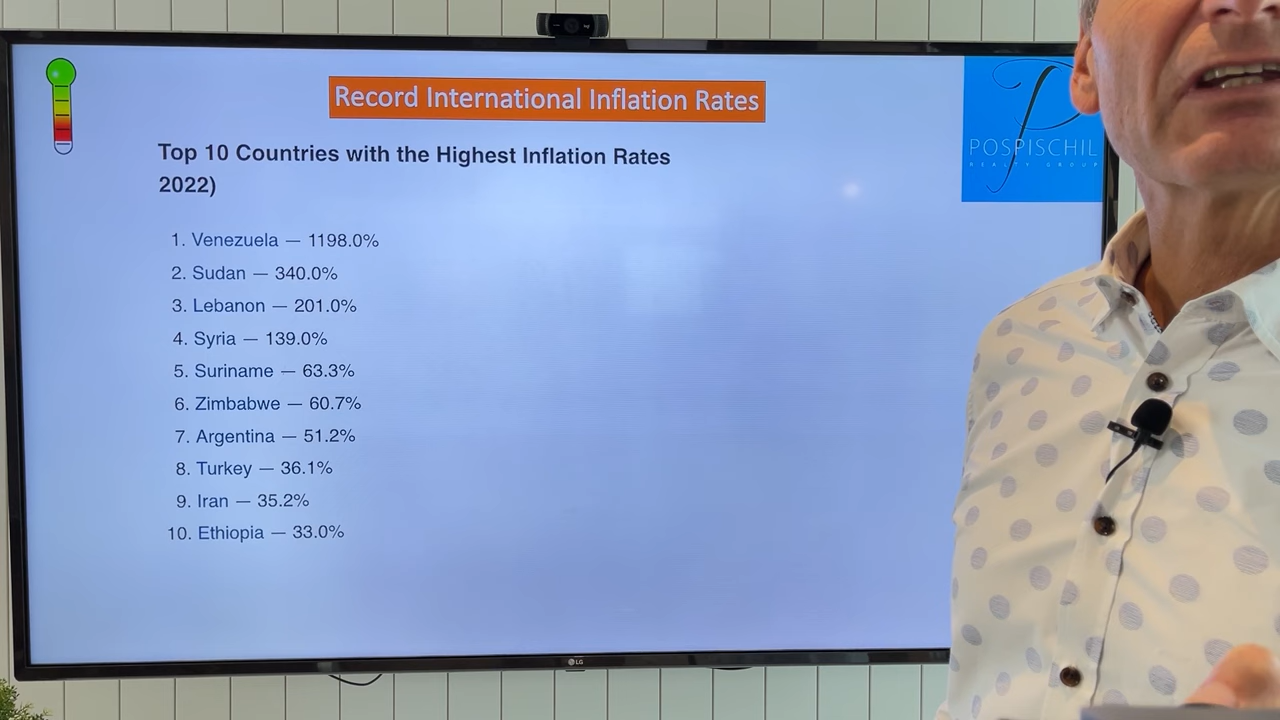 Record International Inflation Rates
Top 10 Countries with the Highest Inflation Rates
2022)
1. Venezuela — 1198.0%
2. Sudan — 340.0%
3. Lebanon — 201.0%
4. Syria — 139.0%
5. Suriname — 63.3%
6. Zimbabwe — 60.7%
7. Argentina — 51.2%
8. Turkey — 36.1%
9. Iran — 35.2%
10. Ethiopia — 33.0%
P
POSPISCHIL
REALTY GROUP
LG